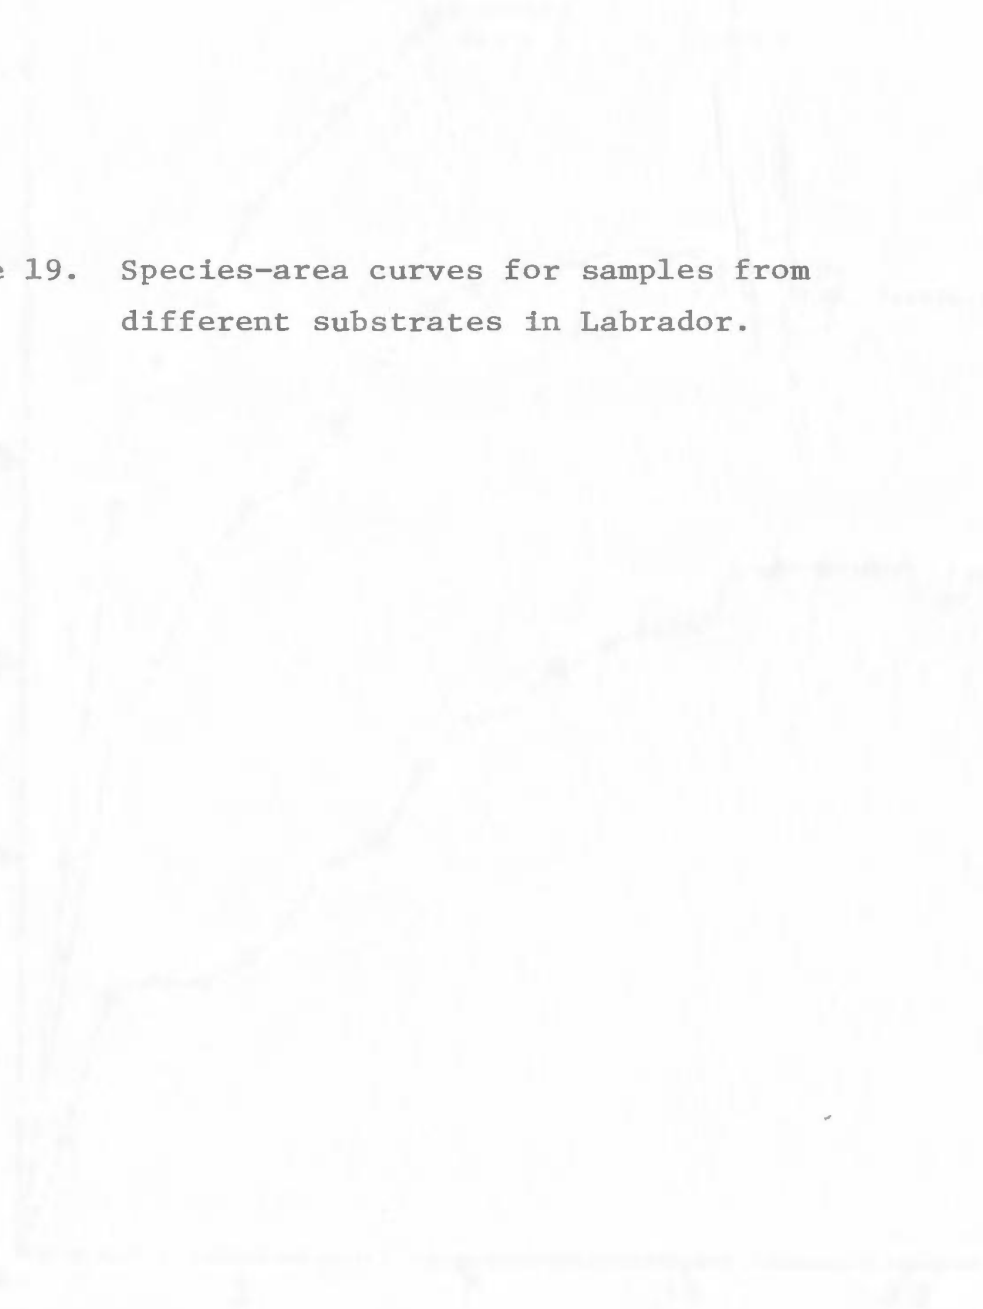 e 19. Species-area curves for samples from
different substrates in Labrador.